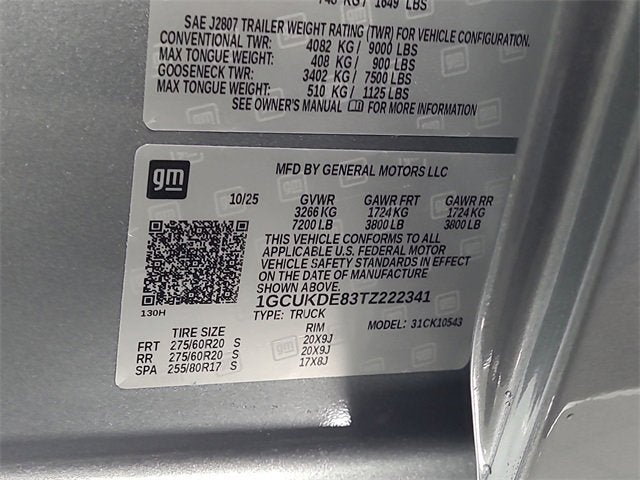 KG / 1649 LBS
SAE J2807 TRAILER WEIGHT RATING (TWR) FOR VEHICLE CONFIGURATION.
CONVENTIONAL TWR: 4082 KG / 9000 LBS
MAX TONGUE WEIGHT: 408 KG / 900 LBS
GOOSENECK TWR: 3402 KG / 7500 LBS
MAX TONGUE WEIGHT: 510 KG / 1125 LBS
SEE OWNER'S MANUAL FOR MORE INFORMATION
gm
MFD BY GENERAL MOTORS LLC
10/25 GVWR GAWR FRT GAWR RR
3266 KG 1724 KG 1724 KG
7200 LB 3800 LB 3800 LB
THIS VEHICLE CONFORMS TO ALL
APPLICABLE U.S. FEDERAL MOTOR
VEHICLE SAFETY STANDARDS IN EFFECT
ON THE DATE OF MANUFACTURE
SHOWN ABOVE.
1GCUKDE83TZ222341
130H
TYPE: TRUCK
MODEL: 31CK10543
TIRE SIZE RIM
FRT 275/60R20 S 20X9J
RR 275/60R20 S 20X9J
SPA 255/80R17 S 17X8J